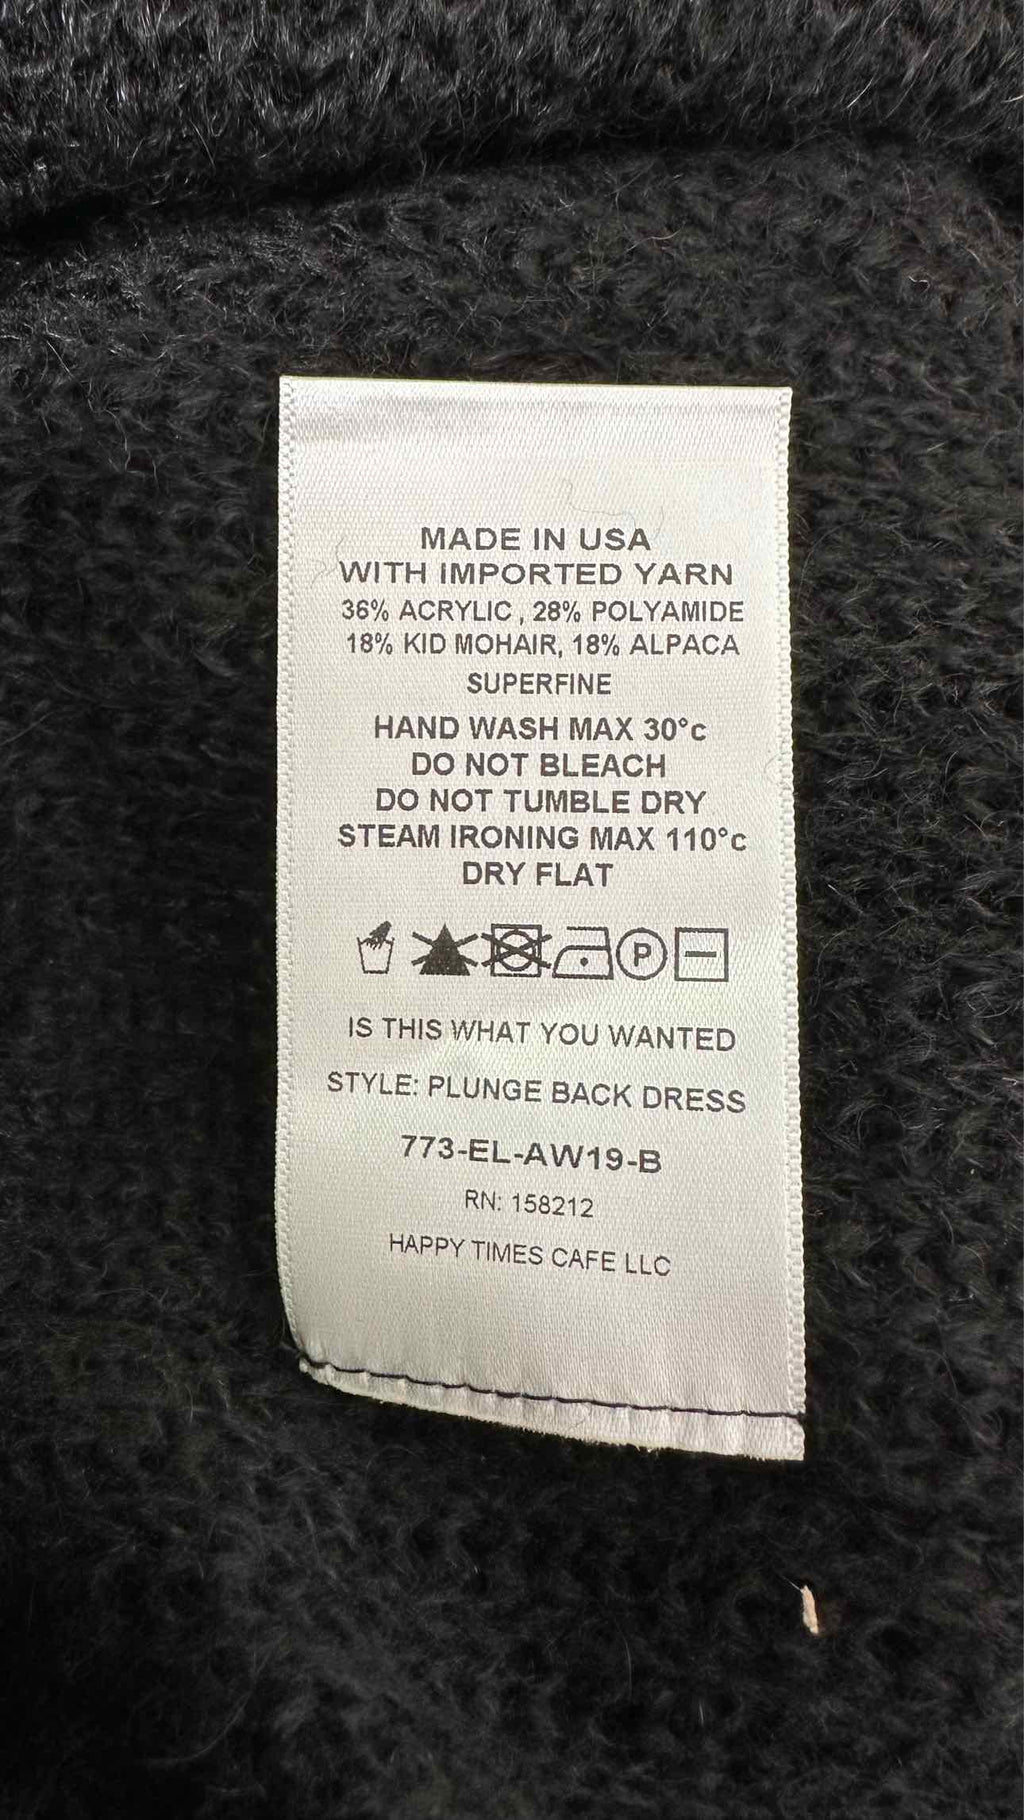 MADE IN USA
WITH IMPORTED YARN
36% ACRYLIC, 28% POLYAMIDE
18% KID MOHAIR, 18% ALPACA
SUPERFINE
HAND WASH MAX 30°c
DO NOT BLEACH
DO NOT TUMBLE DRY
STEAM IRONING MAX 110°c
DRY FLAT
P
IS THIS WHAT YOU WANTED
STYLE: PLUNGE BACK DRESS
773-EL-AW19-B
RN: 158212
HAPPY TIMES CAFE LLC